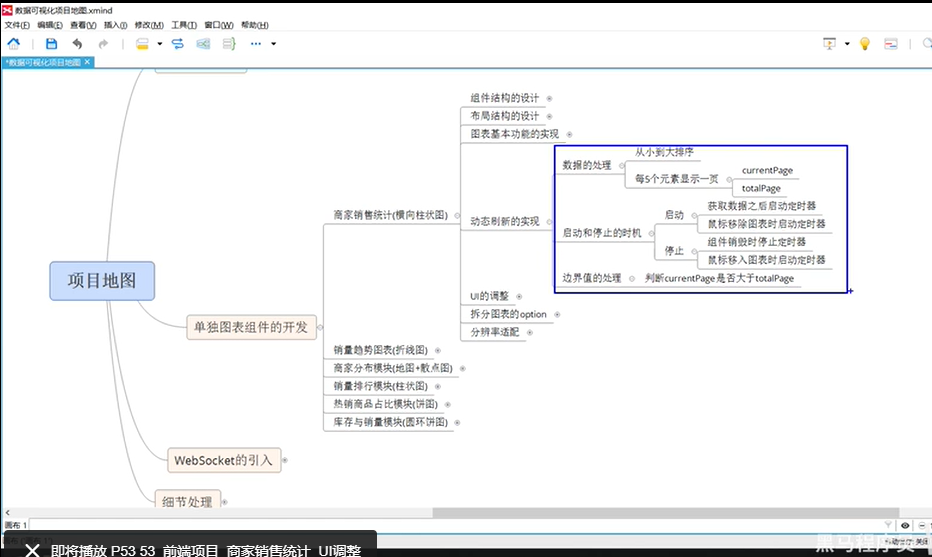 数据可视化项目地图.xmind
文件(F) 编辑(E) 查看(V) 插入(I) 修改(M) 工具(T) 窗口(W) 帮助(H)
*数据可视化项目地图
组件结构的设计
布局结构的设计
图表基本功能的实现
从小到大排序
数据的处理
每5个元素显示一页
currentPage
totalPage
商家销售统计(横向柱状图)
动态刷新的实现
启动和停止的时机
启动
获取数据之后启动定时器
鼠标移除图表时启动定时器
停止
组件销毁时停止定时器
鼠标移入图表时启动定时器
边界值的处理
判断currentPage是否大于totalPage
项目地图
UI的调整
拆分图表的option
分辨率适配
单独图表组件的开发
销量趋势图表(折线图)
商家分布模块(地图+散点图)
销量排行模块(柱状图)
热销商品占比模块(饼图)
库存与销量模块(圆环饼图)
WebSocket的引入
细节处理
画布 1
即将播放 P53 53_前端项目_商家销售统计_UI调整